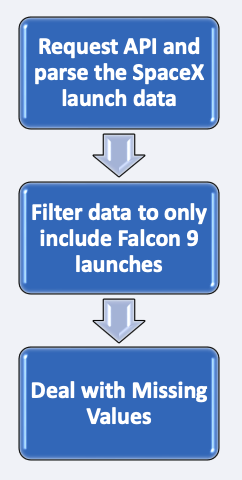 Request API and
parse the SpaceX
launch data
Filter data to only
include Falcon 9
launches
Deal with Missing
Values